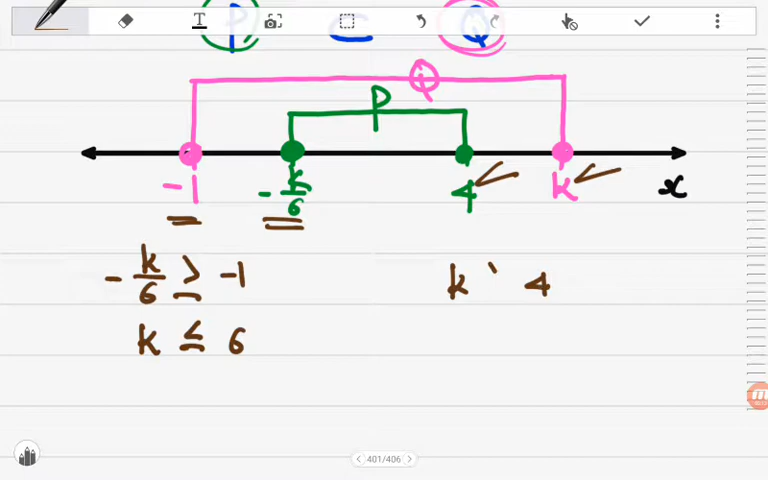 P ⊂ Q
Q
P
-1 -k/6 4 k x
-k/6 ≥ -1
k ≤ 6
k 4
401/406